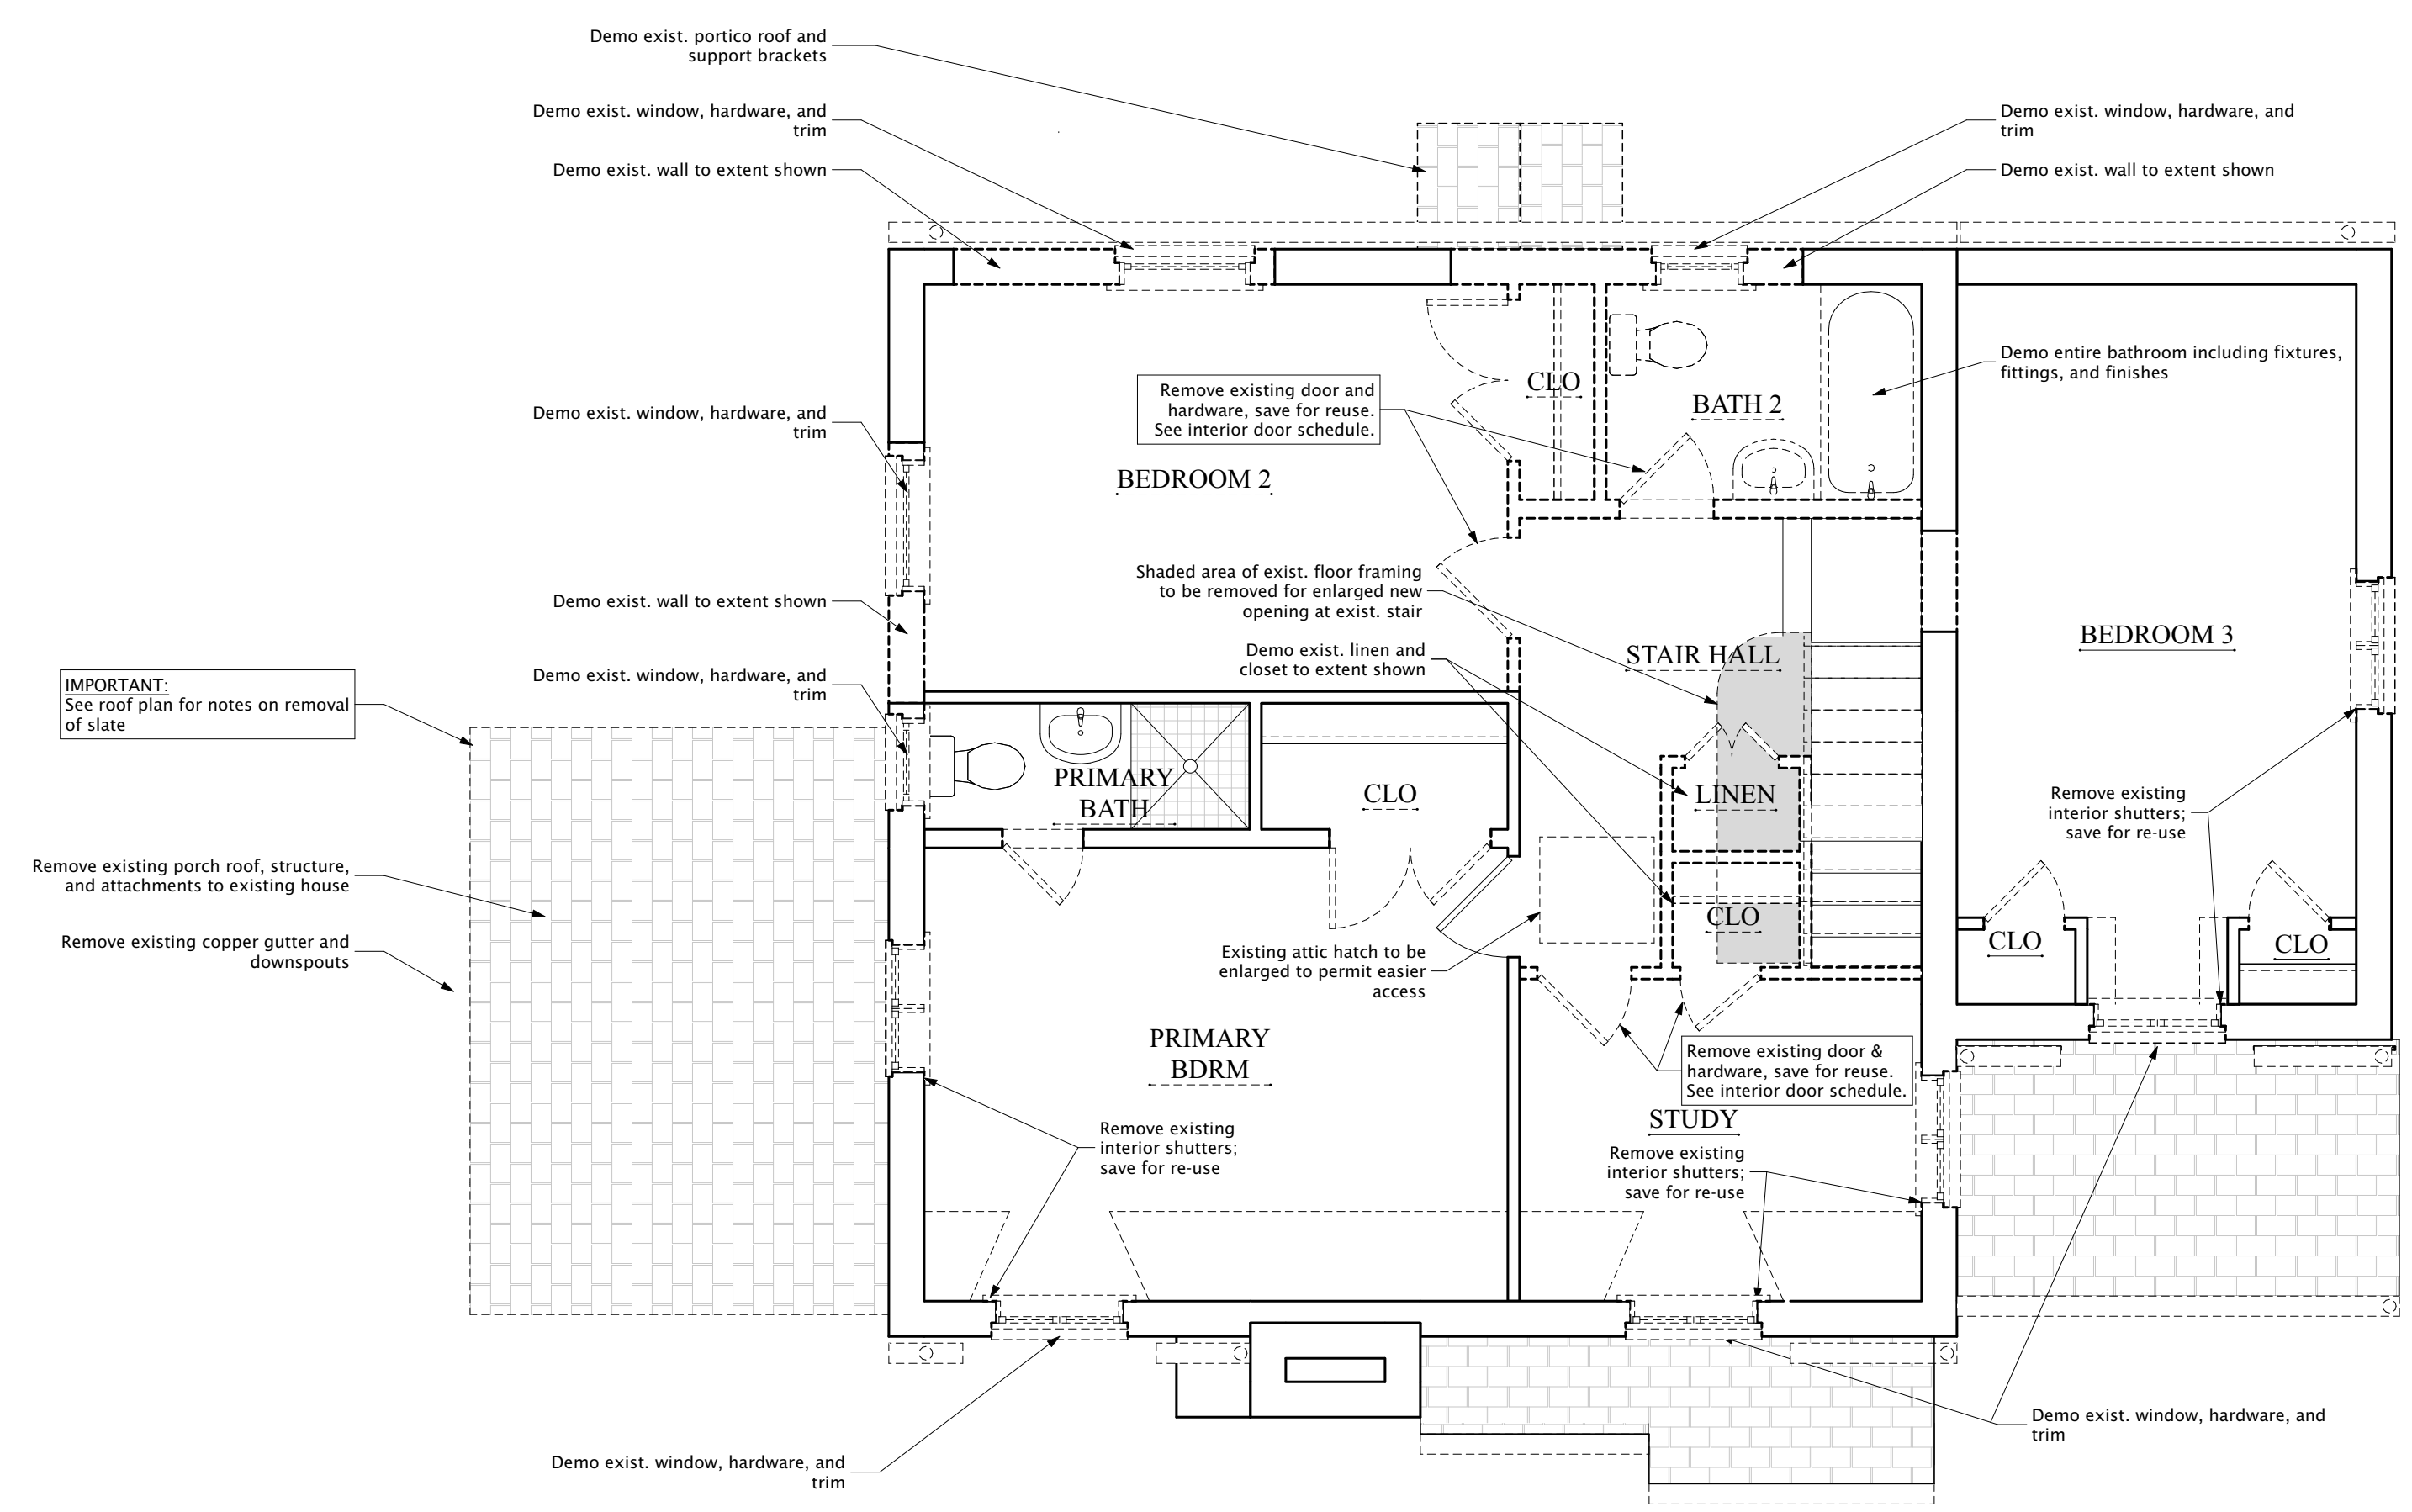 Demo exist. portico roof and
support brackets
Demo exist. window, hardware, and
trim
Demo exist. wall to extent shown
Demo exist. window, hardware, and
trim
Demo exist. wall to extent shown
Demo entire bathroom including fixtures,
fittings, and finishes
Remove existing door and
hardware, save for reuse.
See interior door schedule.
CLO
BATH 2
Demo exist. window, hardware, and
trim
BEDROOM 2
Shaded area of exist. floor framing
to be removed for enlarged new
opening at exist. stair
Demo exist. wall to extent shown
Demo exist. linen and
closet to extent shown
STAIR HALL
BEDROOM 3
Demo exist. window, hardware, and
trim
IMPORTANT:
See roof plan for notes on removal
of slate
PRIMARY
BATH
CLO
LINEN
Remove existing
interior shutters;
save for re-use
Remove existing porch roof, structure,
and attachments to existing house
Remove existing copper gutter and
downspouts
CLO
CLO
CLO
Existing attic hatch to be
enlarged to permit easier
access
PRIMARY
BDRM
Remove existing door &
hardware, save for reuse.
See interior door schedule.
STUDY
Remove existing
interior shutters;
save for re-use
Remove existing
interior shutters;
save for re-use
Demo exist. window, hardware, and
trim
Demo exist. window, hardware, and
trim